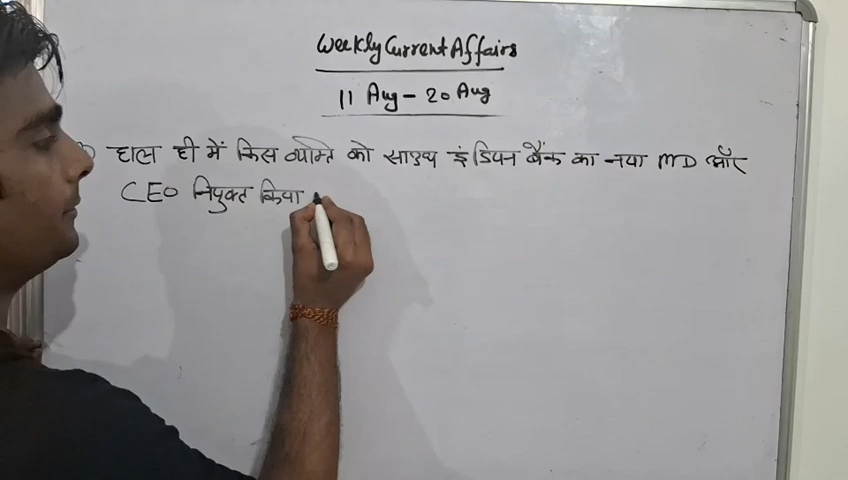 Weekly Current Affairs
11 Aug - 20 Aug
हाल ही में किस व्यक्ति को साउथ इंडियन बैंक का नया MD और
CEO नियुक्त किया